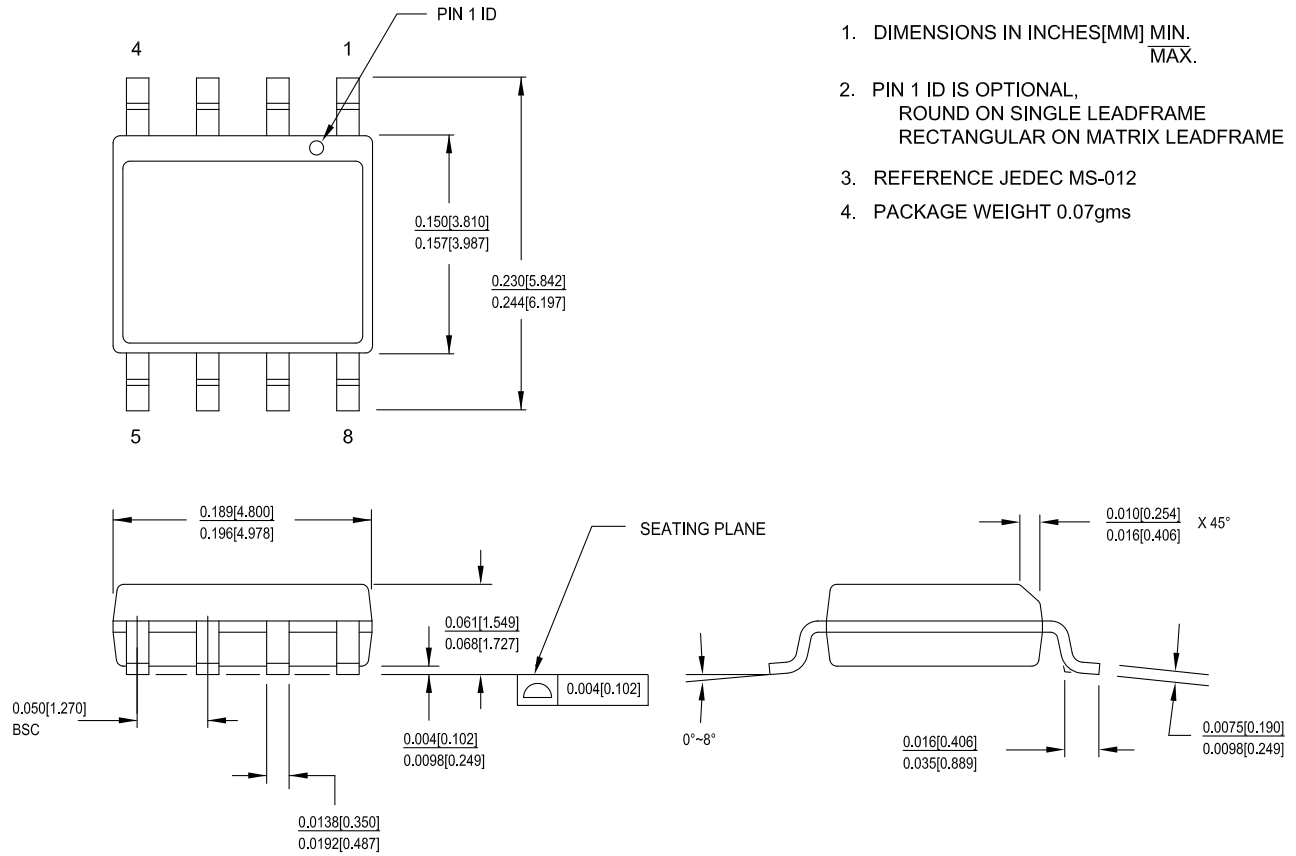 PIN 1 ID
4 1
5 8
1. DIMENSIONS IN INCHES[MM] MIN.
MAX.
2. PIN 1 ID IS OPTIONAL,
ROUND ON SINGLE LEADFRAME
RECTANGULAR ON MATRIX LEADFRAME
3. REFERENCE JEDEC MS-012
4. PACKAGE WEIGHT 0.07gms
0.150[3.810]
0.157[3.987]
0.230[5.842]
0.244[6.197]
0.189[4.800]
0.196[4.978]
SEATING PLANE
0.061[1.549]
0.068[1.727]
0.004[0.102]
0.050[1.270]
BSC
0.004[0.102]
0.0098[0.249]
0.0138[0.350]
0.0192[0.487]
0.010[0.254]
0.016[0.406]
X 45°
0°~8°
0.016[0.406]
0.035[0.889]
0.0075[0.190]
0.0098[0.249]